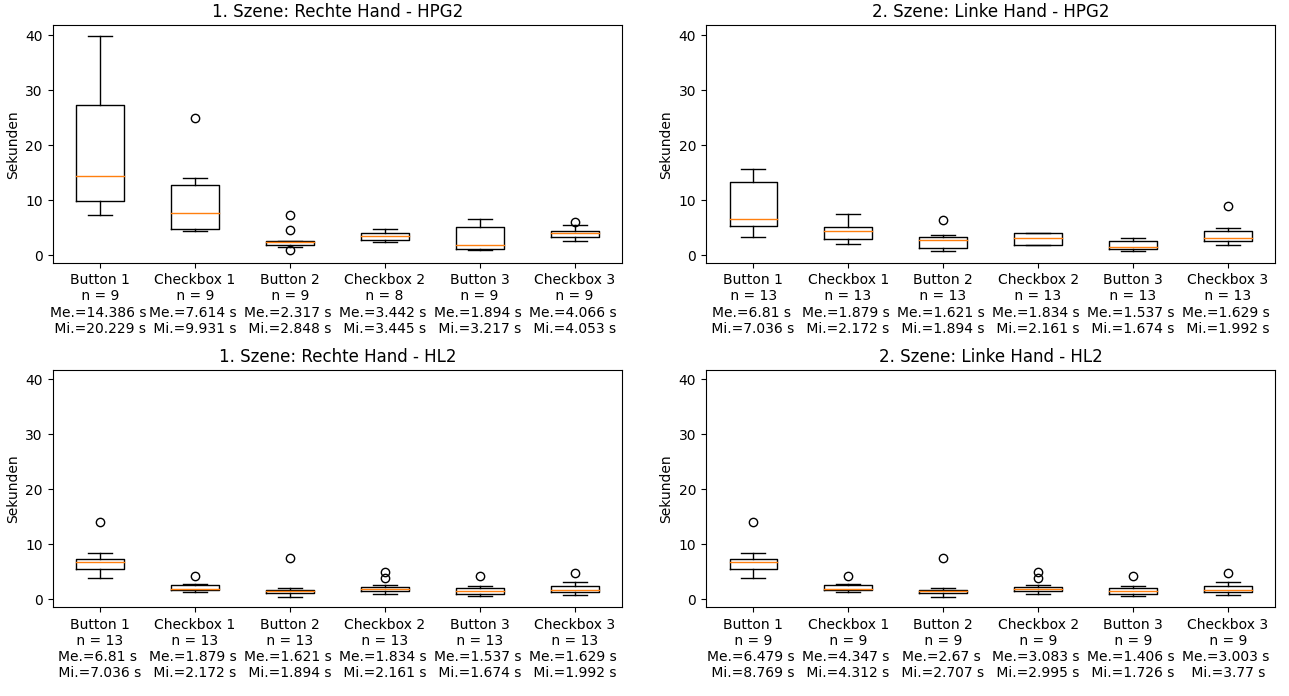 1. Szene: Rechte Hand - HPG2
40
30
20
10
0
Sekunden
Button 1 Checkbox 1 Button 2 Checkbox 2 Button 3 Checkbox 3
n = 9 n = 9 n = 9 n = 8 n = 9 n = 9
Me.=14.386 s Me.=7.614 s Me.=2.317 s Me.=3.442 s Me.=1.894 s Me.=4.066 s
Mi.=20.229 s Mi.=9.931 s Mi.=2.848 s Mi.=3.445 s Mi.=3.217 s Mi.=4.053 s
2. Szene: Linke Hand - HPG2
40
30
20
10
0
Sekunden
Button 1 Checkbox 1 Button 2 Checkbox 2 Button 3 Checkbox 3
n = 13 n = 13 n = 13 n = 13 n = 13 n = 13
Me.=6.81 s Me.=1.879 s Me.=1.621 s Me.=1.834 s Me.=1.537 s Me.=1.629 s
Mi.=7.036 s Mi.=2.172 s Mi.=1.894 s Mi.=2.161 s Mi.=1.674 s Mi.=1.992 s
1. Szene: Rechte Hand - HL2
40
30
20
10
0
Sekunden
Button 1 Checkbox 1 Button 2 Checkbox 2 Button 3 Checkbox 3
n = 13 n = 13 n = 13 n = 13 n = 13 n = 13
Me.=6.81 s Me.=1.879 s Me.=1.621 s Me.=1.834 s Me.=1.537 s Me.=1.629 s
Mi.=7.036 s Mi.=2.172 s Mi.=1.894 s Mi.=2.161 s Mi.=1.674 s Mi.=1.992 s
2. Szene: Linke Hand - HL2
40
30
20
10
0
Sekunden
Button 1 Checkbox 1 Button 2 Checkbox 2 Button 3 Checkbox 3
n = 9 n = 9 n = 9 n = 9 n = 9 n = 9
Me.=6.479 s Me.=4.347 s Me.=2.67 s Me.=3.083 s Me.=1.406 s Me.=3.003 s
Mi.=8.769 s Mi.=4.312 s Mi.=2.707 s Mi.=2.995 s Mi.=1.726 s Mi.=3.77 s